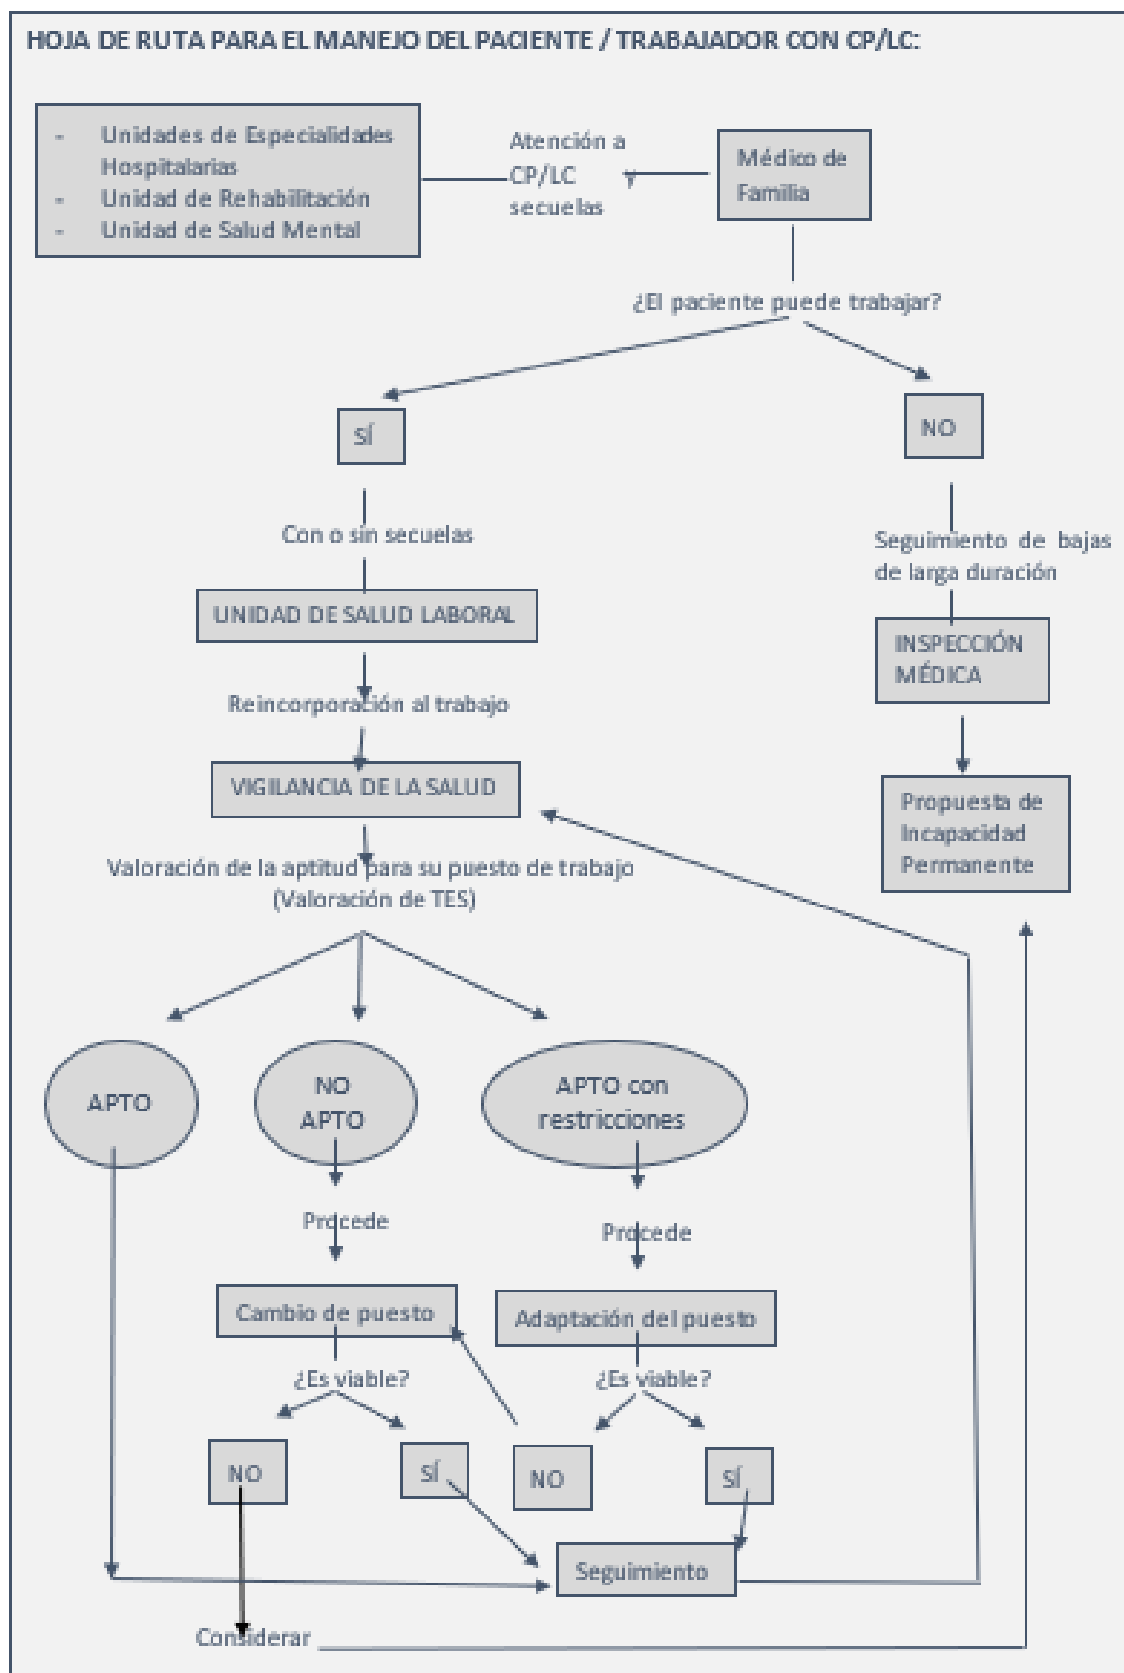 HOJA DE RUTA PARA EL MANEJO DEL PACIENTE / TRABAJADOR CON CP/LC:
- Unidades de Especialidades
Hospitalarias
- Unidad de Rehabilitación
- Unidad de Salud Mental
Atención a
CP/LC y
secuelas
Médico de
Familia
¿El paciente puede trabajar?
SÍ
NO
Con o sin secuelas
Seguimiento de bajas
de larga duración
UNIDAD DE SALUD LABORAL
INSPECCIÓN
MÉDICA
Reincorporación al trabajo
VIGILANCIA DE LA SALUD
Propuesta de
Incapacidad
Permanente
Valoración de la aptitud para su puesto de trabajo
(Valoración de TES)
APTO
NO
APTO
APTO con
restricciones
Procede
Procede
Cambio de puesto
Adaptación del puesto
¿Es viable?
¿Es viable?
NO
SÍ
NO
SÍ
Seguimiento
Considerar